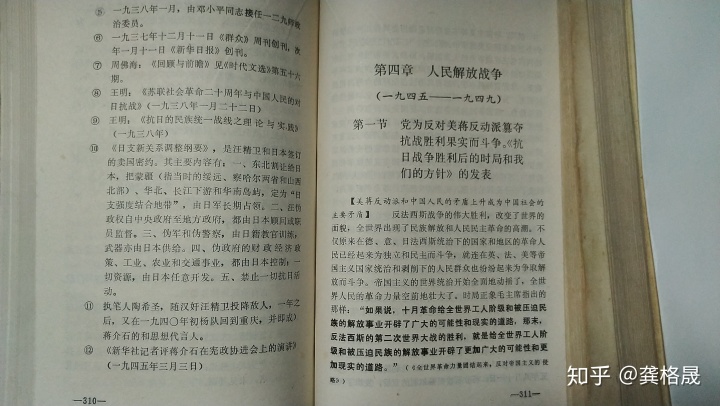 ⑤ 一九三八年一月,由邓小平同志接任一二九师政
治委员。
⑥ 一九三七年十二月十一日《群众》周刊创刊,次
年一月十一日《新华日报》创刊。
⑦ 周佛海:《回顾与前瞻》见《时代文选》第五十六
期。
⑧ 王明:《苏联社会革命二十周年与中国人民的对
日抗战》(一九三八年一月二十二日)
⑨ 王明:《抗日的民族统一战线之理论与实践》
(一九三八年)
⑩ 《日支新关系调整纲要》,是汪精卫和日本签订
的卖国密约。其主要内容有:一、东北割让给日
本,把蒙疆(指当时的绥远、察哈尔两省和山西
北部)、华北、长江下游和华南岛屿,定为“日
支强度结合地带”,由日军长期占领。二、汪伪
政权自中央政府至地方政府,都由日本顾问或职
员监督。三、伪军和伪警察,由日籍教官训练,
武器亦由日本供给。四、伪政府的财政经济政
策、工业、农业和交通事业,都由日本控制;一
切资源,由日本任意开发。五、禁止一切抗日活
动。
⑪ 执笔人陶希圣,随汉奸汪精卫投降敌人,一年之
后,又在一九四〇年初杨队回到重庆,并即成
蒋介石的和思想代言人。
⑫ 《新华社记者评蒋介石在宪政协进会上的演讲》
(一九四五年三月三日)
—310—
第四章 人民解放战争
(一九四五——一九四九)
第一节 党为反对美蒋反动派篡夺
抗战胜利果实而斗争。《抗
日战争胜利后的时局和我
们的方针》的发表
【美蒋反动派和中国人民的矛盾上升成为中国社会的
主要矛盾】 反法西斯战争的伟大胜利,改变了世界的
面貌,全世界出现了民族解放和人民民主革命的高潮。不
仅原来在德、意、日法西斯统治下的国家和地区的革命人
民已经起来为独立和民主而斗争,就连在英、法、美等帝
国主义国家统治和剥削下的人民群众也纷纷起来为争取解
放而斗争。帝国主义的世界统治开始全面地动摇了,全世
界人民的革命力量空前地壮大了。时局正象毛主席指出的
那样:“如果说,十月革命给全世界工人阶级和被压迫民
族的解放事业开辟了广大的可能性和现实的道路,那末,
反法西斯的第二次世界大战的胜利,就是给全世界工人阶
级和被压迫民族的解放事业开辟了更加广大的可能性和更
加现实的道路。”(《全世界革命力量团结起来,反对帝国主义的侵
略》)
—311—
知乎 @龚格晟